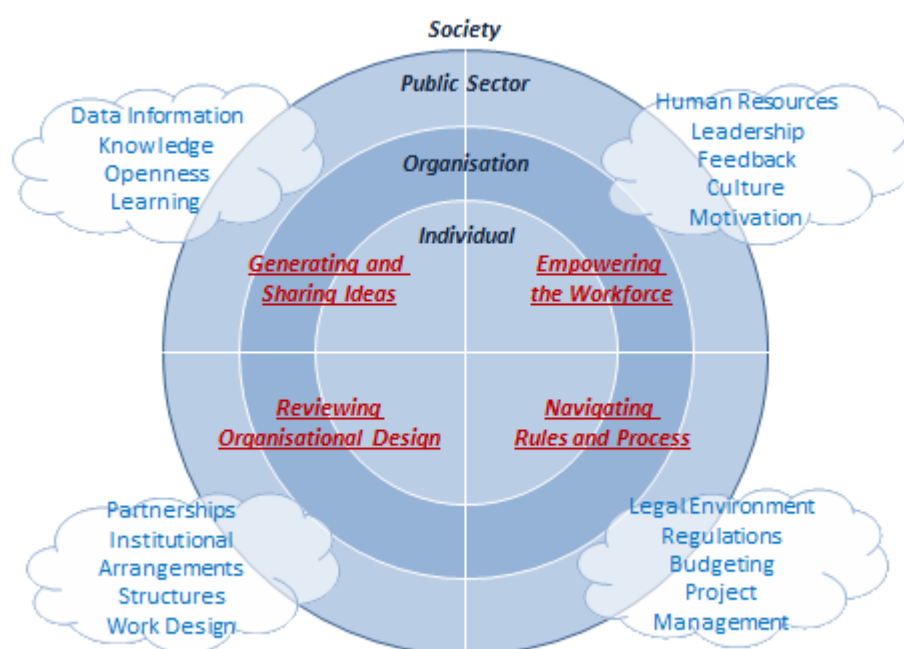 Society
Public Sector
Data Information
Knowledge
Openness
Learning
Human Resources
Leadership
Feedback
Culture
Motivation
Organisation
Individual
Generating and
Sharing Ideas
Empowering
the Workforce
Reviewing
Organisational Design
Navigating
Rules and Process
Partnerships
Institutional
Arrangements
Structures
Work Design
Legal Environment
Regulations
Budgeting
Project
Management